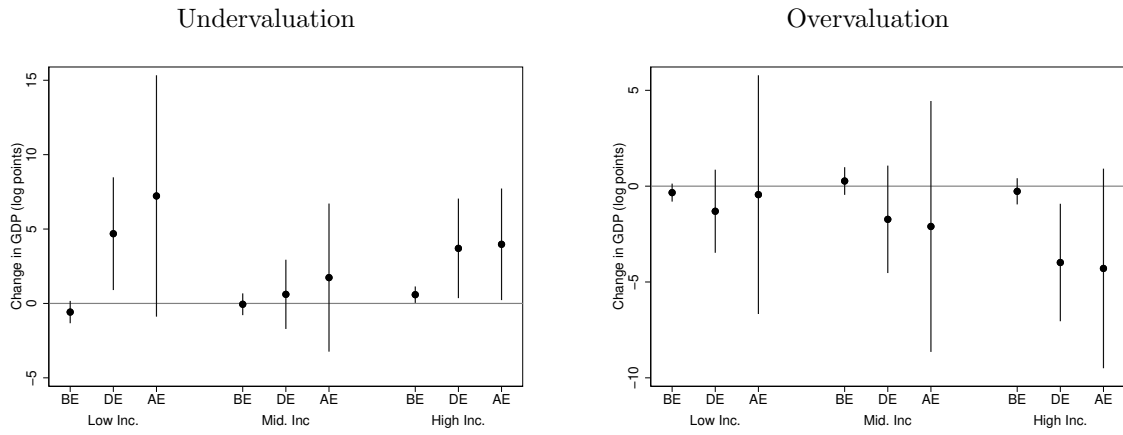 Undervaluation
Change in GDP (log points)
15
10
5
0
−5
BE DE AE BE DE AE BE DE AE
Low Inc. Mid. Inc High Inc.
Overvaluation
Change in GDP (log points)
5
0
−5
−10
BE DE AE BE DE AE BE DE AE
Low Inc. Mid. Inc High Inc.